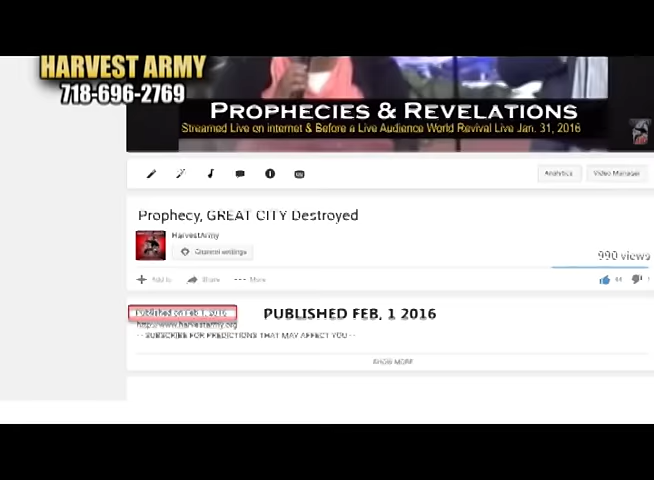 HARVEST ARMY
718-696-2769
PROPHECIES & REVELATIONS
Streamed Live on internet & Before a Live Audience World Revival Live Jan. 31, 2016
Analytics
Video Manager
Prophecy, GREAT CITY Destroyed
HarvestArmy
Channel settings
990 views
Add to
Share
More
44
1
Published on Feb 1, 2016
PUBLISHED FEB, 1 2016
http://www.harvestarmy.org
- - SUBSCRIBE FOR PREDICTIONS THAT MAY AFFECT YOU - -
SHOW MORE